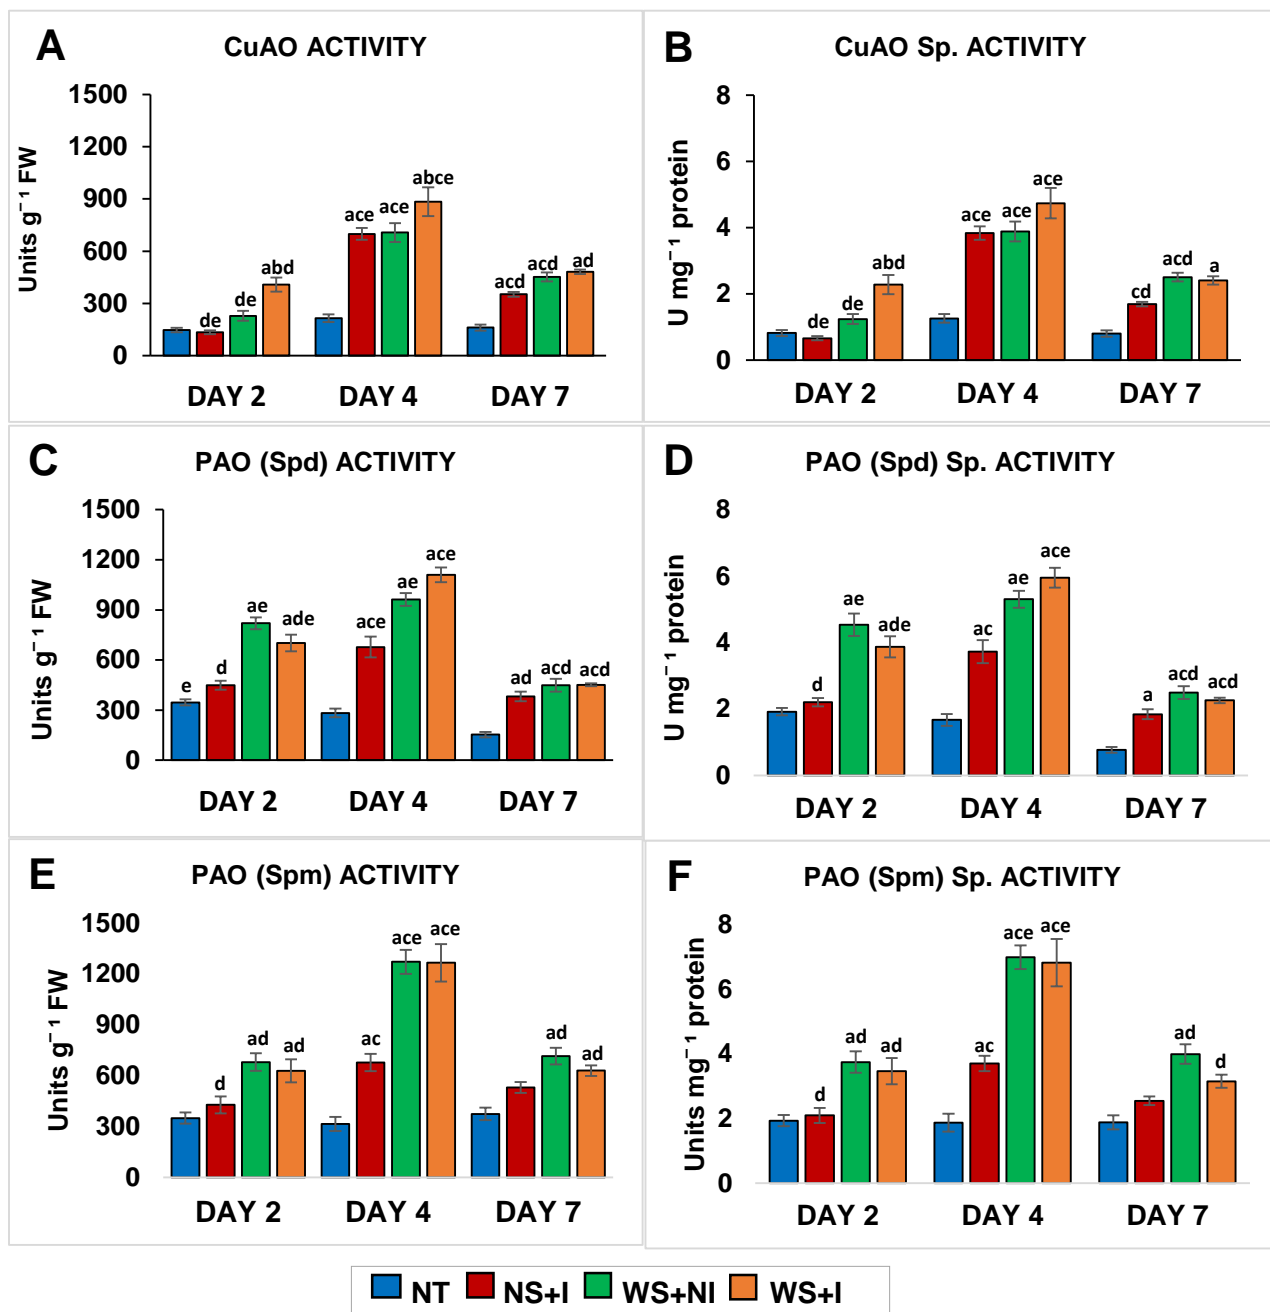 A
CuAO ACTIVITY
Units g⁻¹ FW
1500
1200
900
600
300
0
de
de
abd
ace
ace
abce
acd
acd
ad
DAY 2
DAY 4
DAY 7
B
CuAO Sp. ACTIVITY
U mg⁻¹ protein
8
6
4
2
0
de
de
abd
ace
ace
ace
cd
acd
a
DAY 2
DAY 4
DAY 7
C
PAO (Spd) ACTIVITY
Units g⁻¹ FW
1500
1200
900
600
300
0
e
d
ae
ade
ace
ae
ace
ad
acd
acd
DAY 2
DAY 4
DAY 7
D
PAO (Spd) Sp. ACTIVITY
U mg⁻¹ protein
8
6
4
2
0
d
ae
ade
ac
ae
ace
a
acd
acd
DAY 2
DAY 4
DAY 7
E
PAO (Spm) ACTIVITY
Units g⁻¹ FW
1500
1200
900
600
300
0
d
ad
ad
ac
ace
ace
ad
ad
DAY 2
DAY 4
DAY 7
F
PAO (Spm) Sp. ACTIVITY
Units mg⁻¹ protein
8
6
4
2
0
d
ad
ad
ac
ace
ace
ad
d
DAY 2
DAY 4
DAY 7
NT NS+I WS+NI WS+I